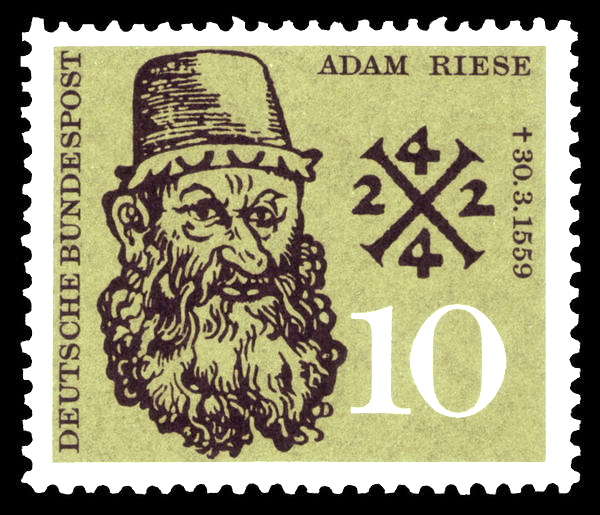 DEUTSCHE BUNDESPOST
ADAM RIESE
4
2 2
4
†30.3.1559
10